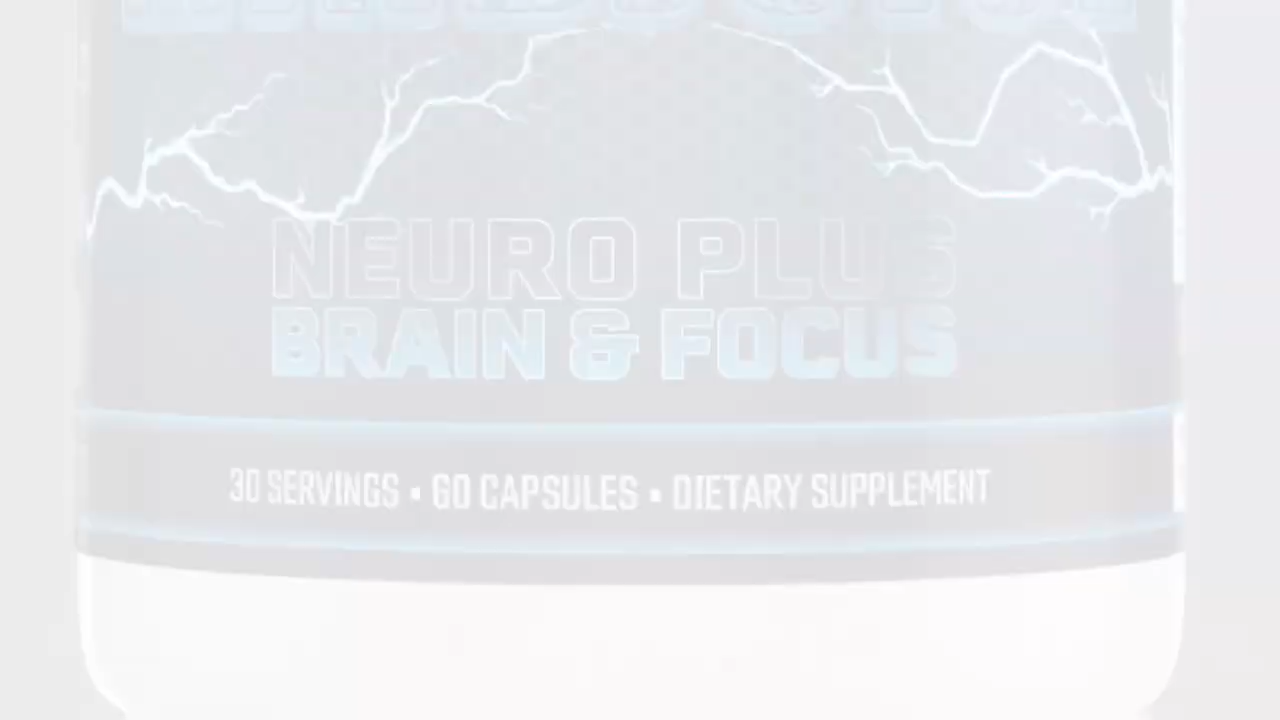 NEURO PLUS
BRAIN & FOCUS
30 SERVINGS • 60 CAPSULES • DIETARY SUPPLEMENT